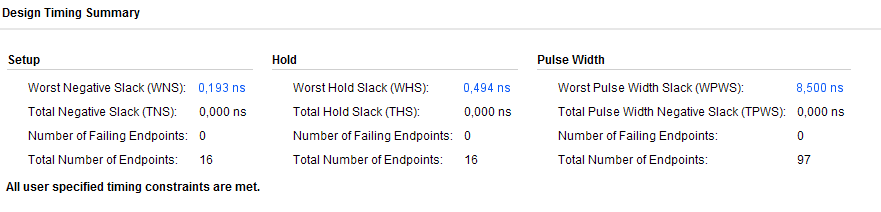 Design Timing Summary
Setup Hold Pulse Width
Worst Negative Slack (WNS): 0,193 ns Worst Hold Slack (WHS): 0,494 ns Worst Pulse Width Slack (WPWS): 8,500 ns
Total Negative Slack (TNS): 0,000 ns Total Hold Slack (THS): 0,000 ns Total Pulse Width Negative Slack (TPWS): 0,000 ns
Number of Failing Endpoints: 0 Number of Failing Endpoints: 0 Number of Failing Endpoints: 0
Total Number of Endpoints: 16 Total Number of Endpoints: 16 Total Number of Endpoints: 97
All user specified timing constraints are met.